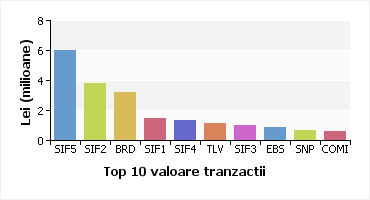 Lei (milioane)
8
6
4
2
0
SIF5 SIF2 BRD SIF1 SIF4 TLV SIF3 EBS SNP COMI
Top 10 valoare tranzactii